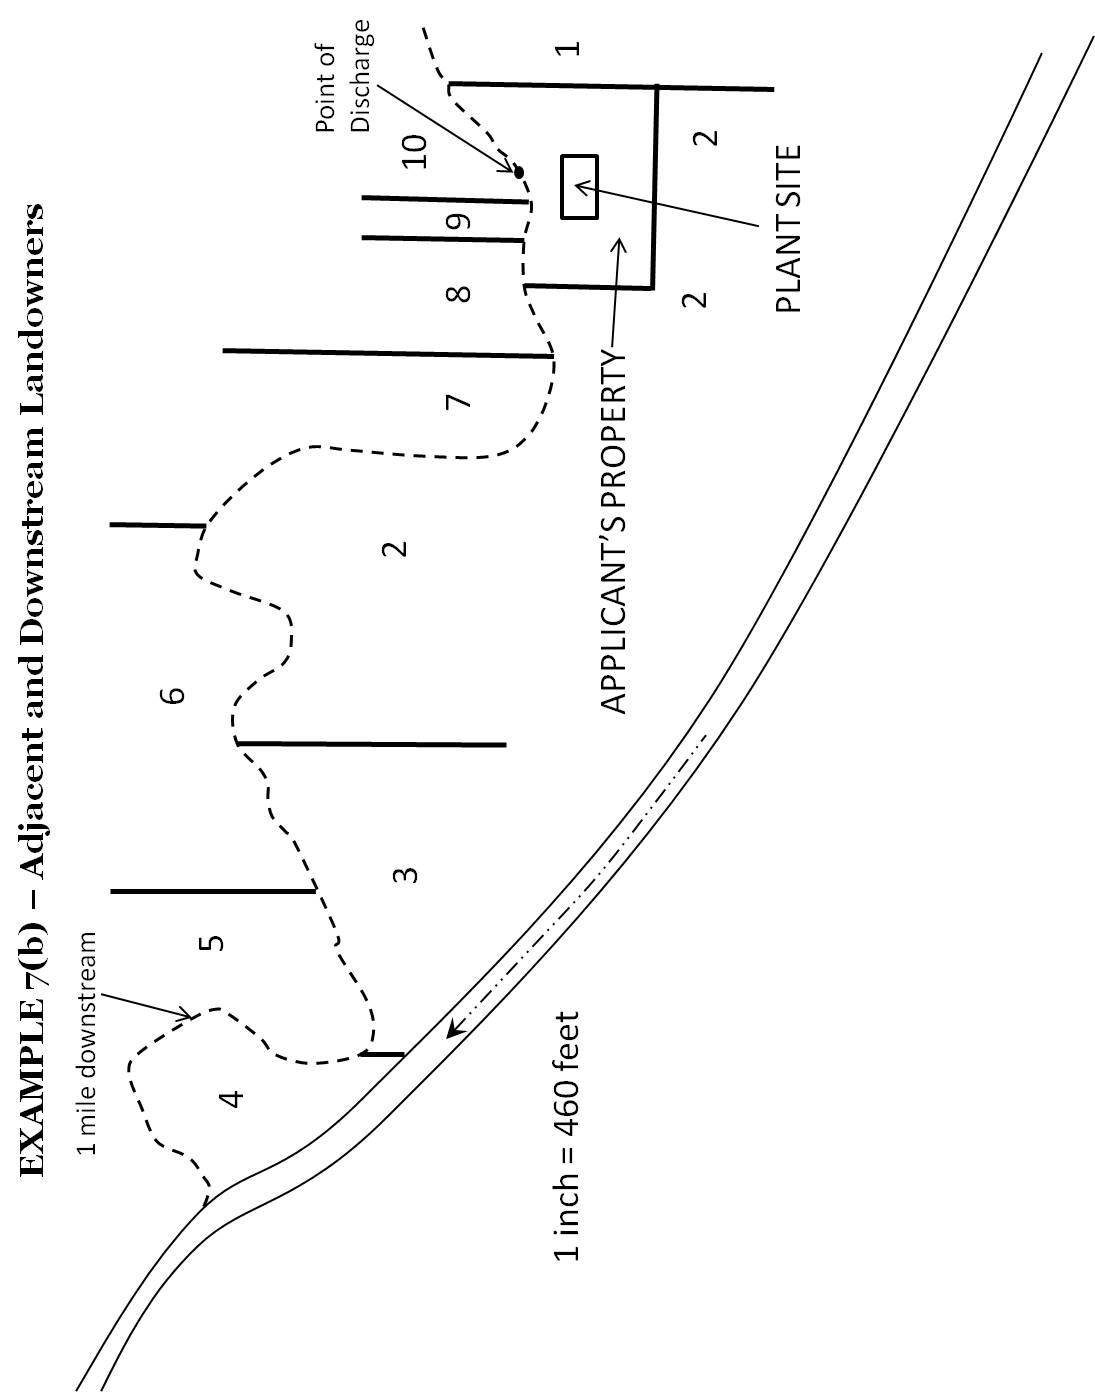 EXAMPLE 7(b) – Adjacent and Downstream Landowners
1 mile downstream
Point of
Discharge
5
6
4
10
9
8
7
2
3
1
2
2
APPLICANT'S PROPERTY
PLANT SITE
1 inch = 460 feet